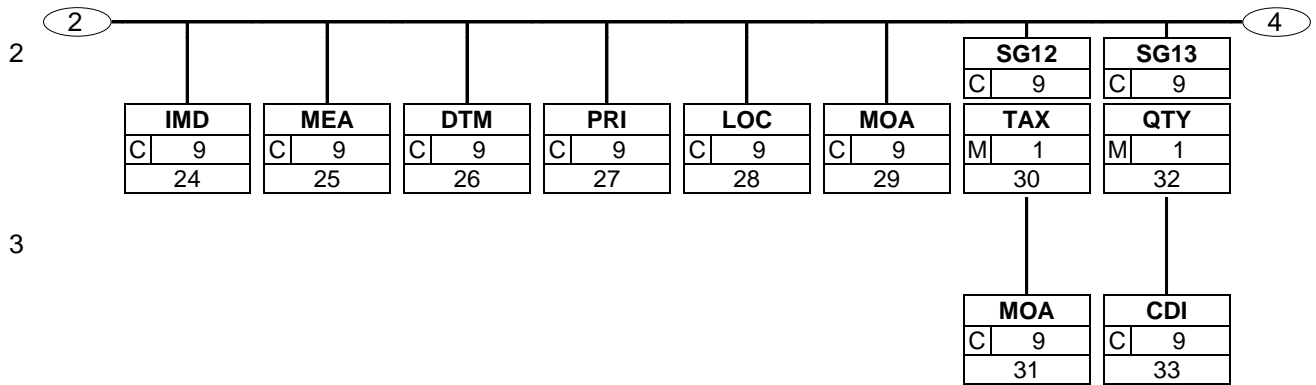 2 4
2
SG12 SG13
C 9 C 9
IMD MEA DTM PRI LOC MOA TAX QTY
C 9 C 9 C 9 C 9 C 9 C 9 M 1 M 1
24 25 26 27 28 29 30 32
3
MOA CDI
C 9 C 9
31 33